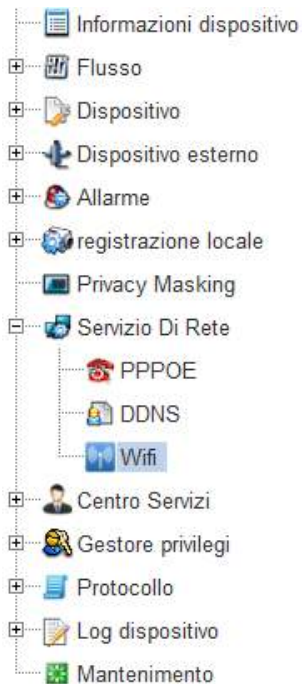 Informazioni dispositivo
Flusso
Dispositivo
Dispositivo esterno
Allarme
registrazione locale
Privacy Masking
Servizio Di Rete
PPPOE
DDNS
Wifi
Centro Servizi
Gestore privilegi
Protocollo
Log dispositivo
Mantenimento